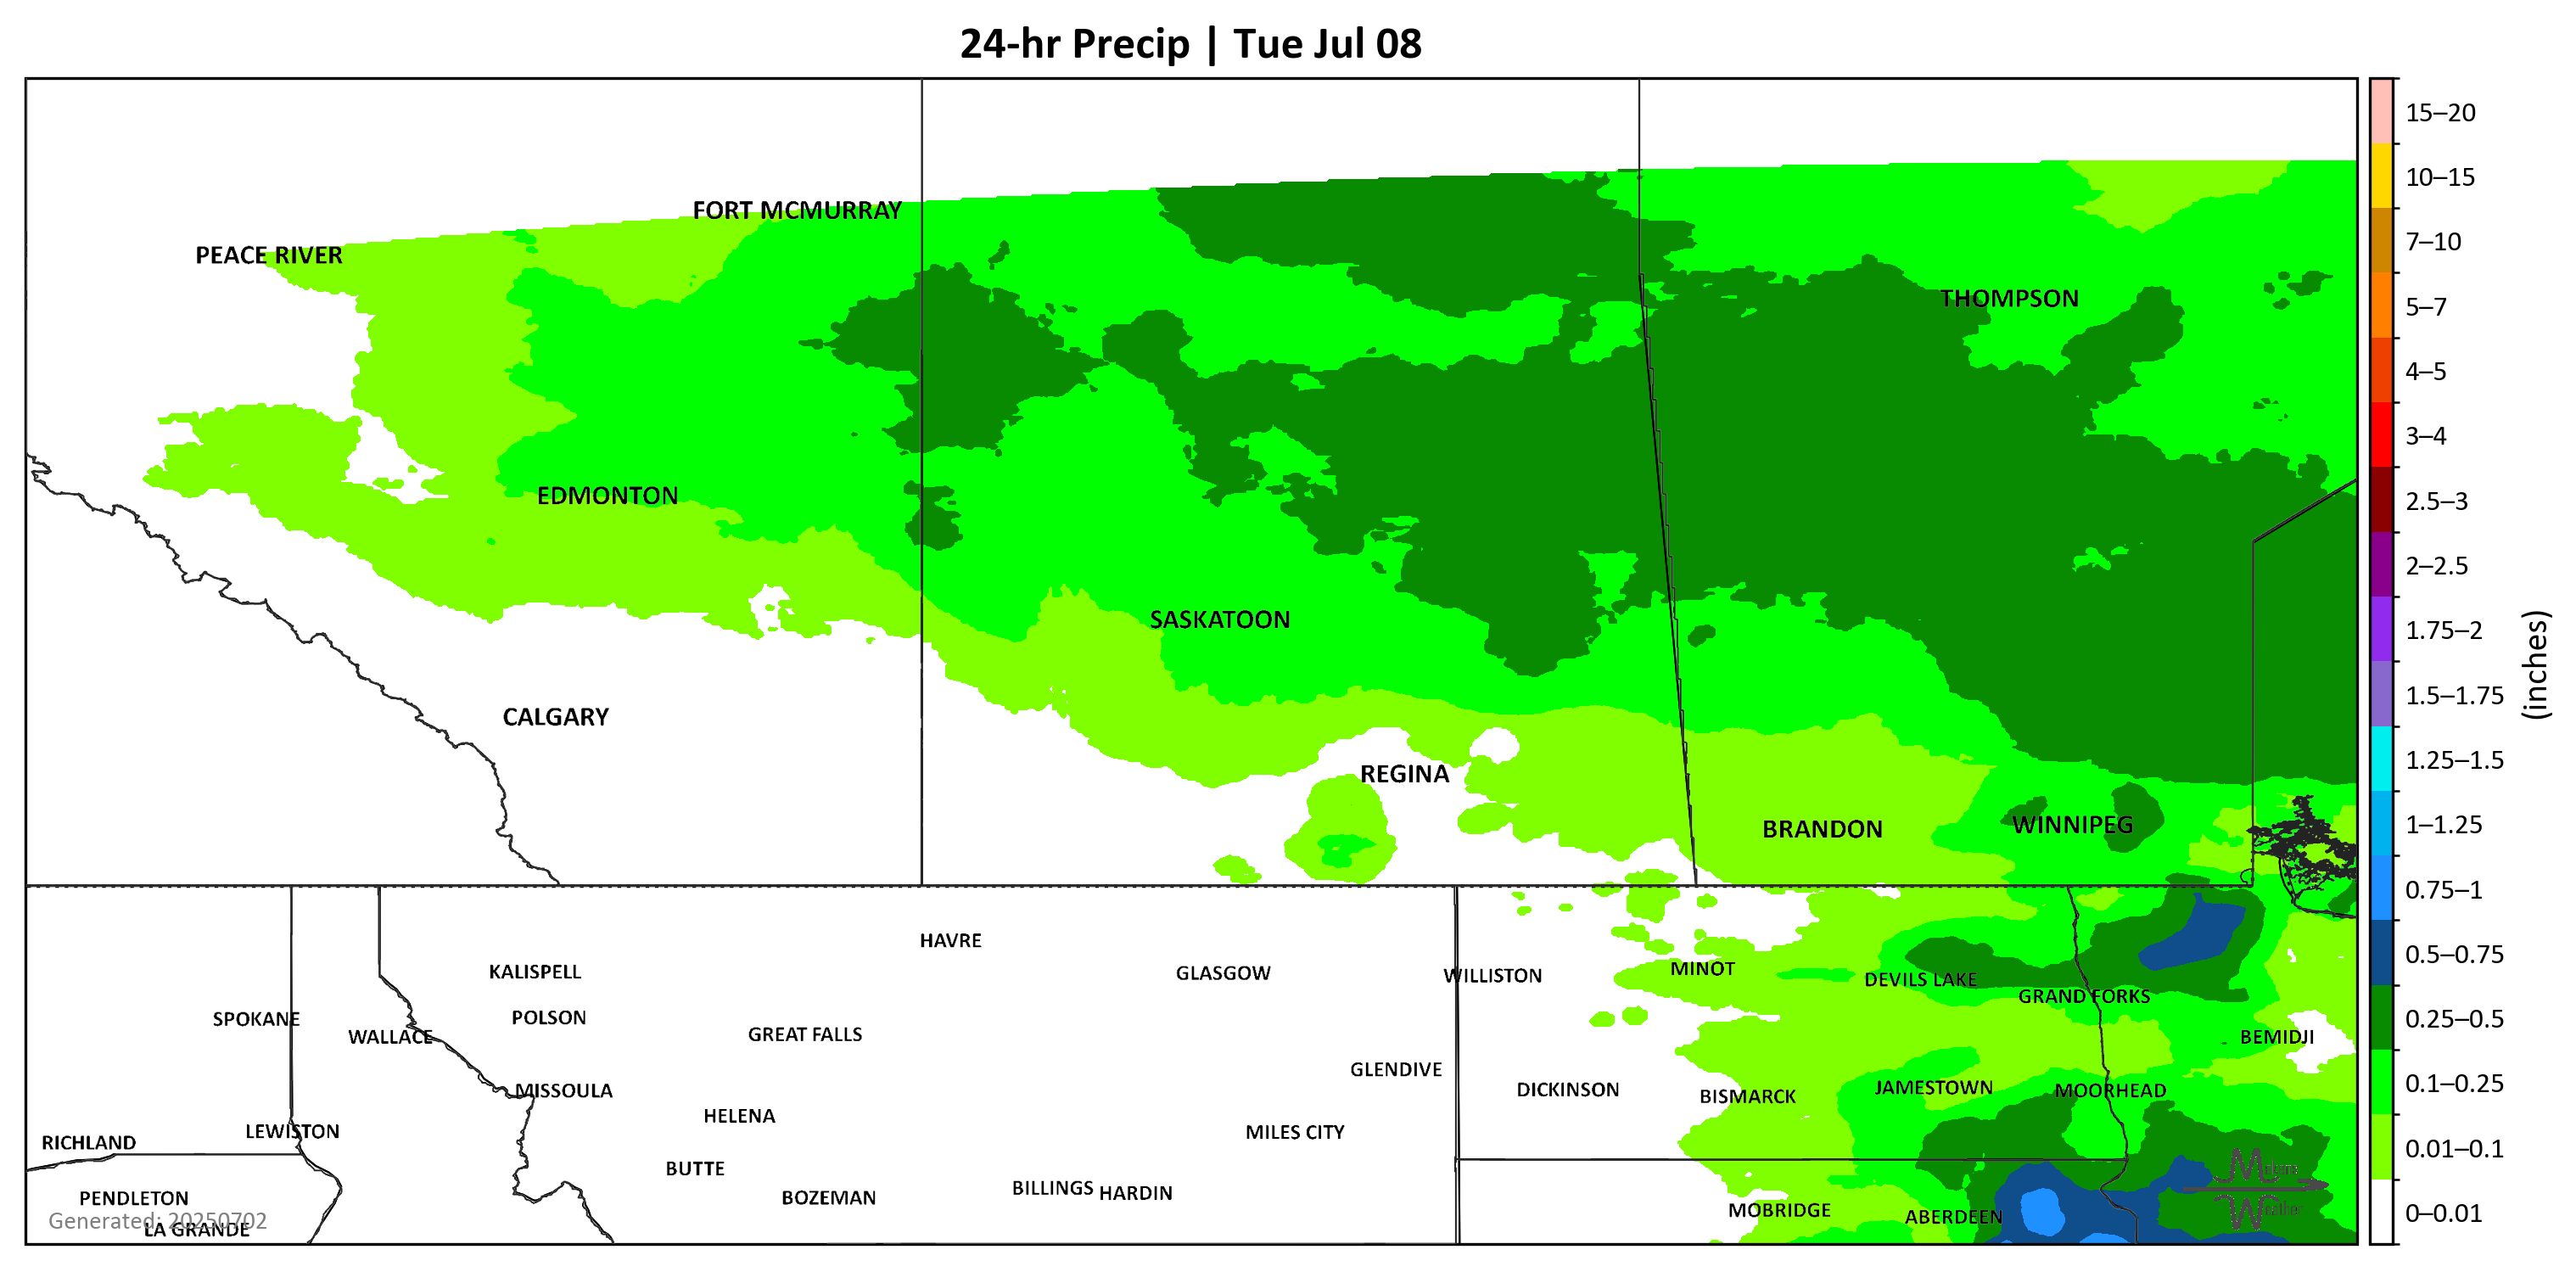 24-hr Precip | Tue Jul 08
FORT MCMURRAY
PEACE RIVER
THOMPSON
EDMONTON
SASKATOON
CALGARY
REGINA
BRANDON
WINNIPEG
HAVRE
KALISPELL
GLASGOW
WILLISTON
MINOT
DEVILS LAKE
GRAND FORKS
SPOKANE
POLSON
WALLACE
GREAT FALLS
BEMIDJI
GLENDIVE
MISSOULA
DICKINSON
BISMARCK
JAMESTOWN
MOORHEAD
HELENA
LEWISTON
RICHLAND
MILES CITY
BUTTE
BILLINGS
HARDIN
PENDLETON
BOZEMAN
MOBRIDGE
ABERDEEN
Generated: 20250702
LA GRANDE
15–20
10–15
7–10
5–7
4–5
3–4
2.5–3
2–2.5
1.75–2
1.5–1.75
1.25–1.5
1–1.25
0.75–1
0.5–0.75
0.25–0.5
0.1–0.25
0.01–0.1
0–0.01
(inches)